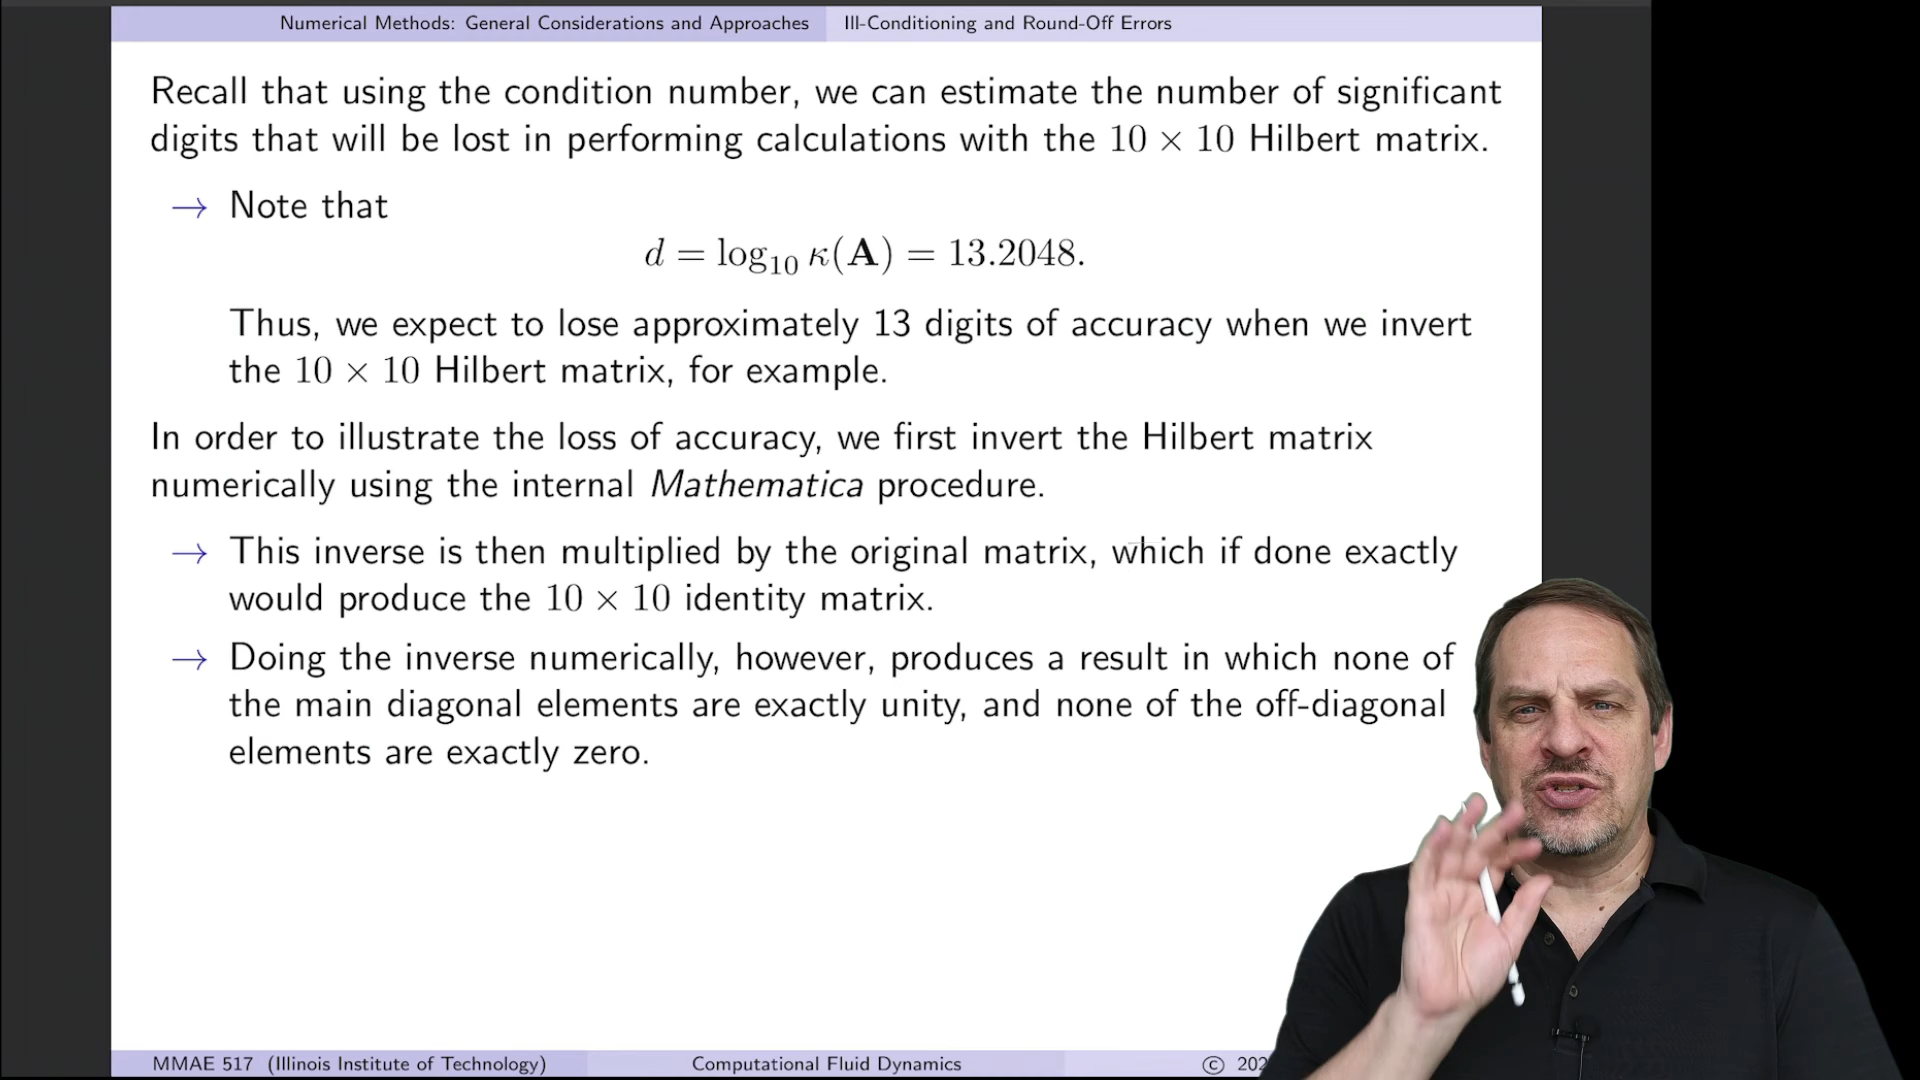 Numerical Methods: General Considerations and Approaches Ill-Conditioning and Round-Off Errors
Recall that using the condition number, we can estimate the number of significant
digits that will be lost in performing calculations with the 10 × 10 Hilbert matrix.
→ Note that
d = log₁₀ κ(A) = 13.2048.
Thus, we expect to lose approximately 13 digits of accuracy when we invert
the 10 × 10 Hilbert matrix, for example.
In order to illustrate the loss of accuracy, we first invert the Hilbert matrix
numerically using the internal Mathematica procedure.
→ This inverse is then multiplied by the original matrix, which if done exactly
would produce the 10 × 10 identity matrix.
→ Doing the inverse numerically, however, produces a result in which none of
the main diagonal elements are exactly unity, and none of the off-diagonal
elements are exactly zero.
MMAE 517 (Illinois Institute of Technology) Computational Fluid Dynamics ©